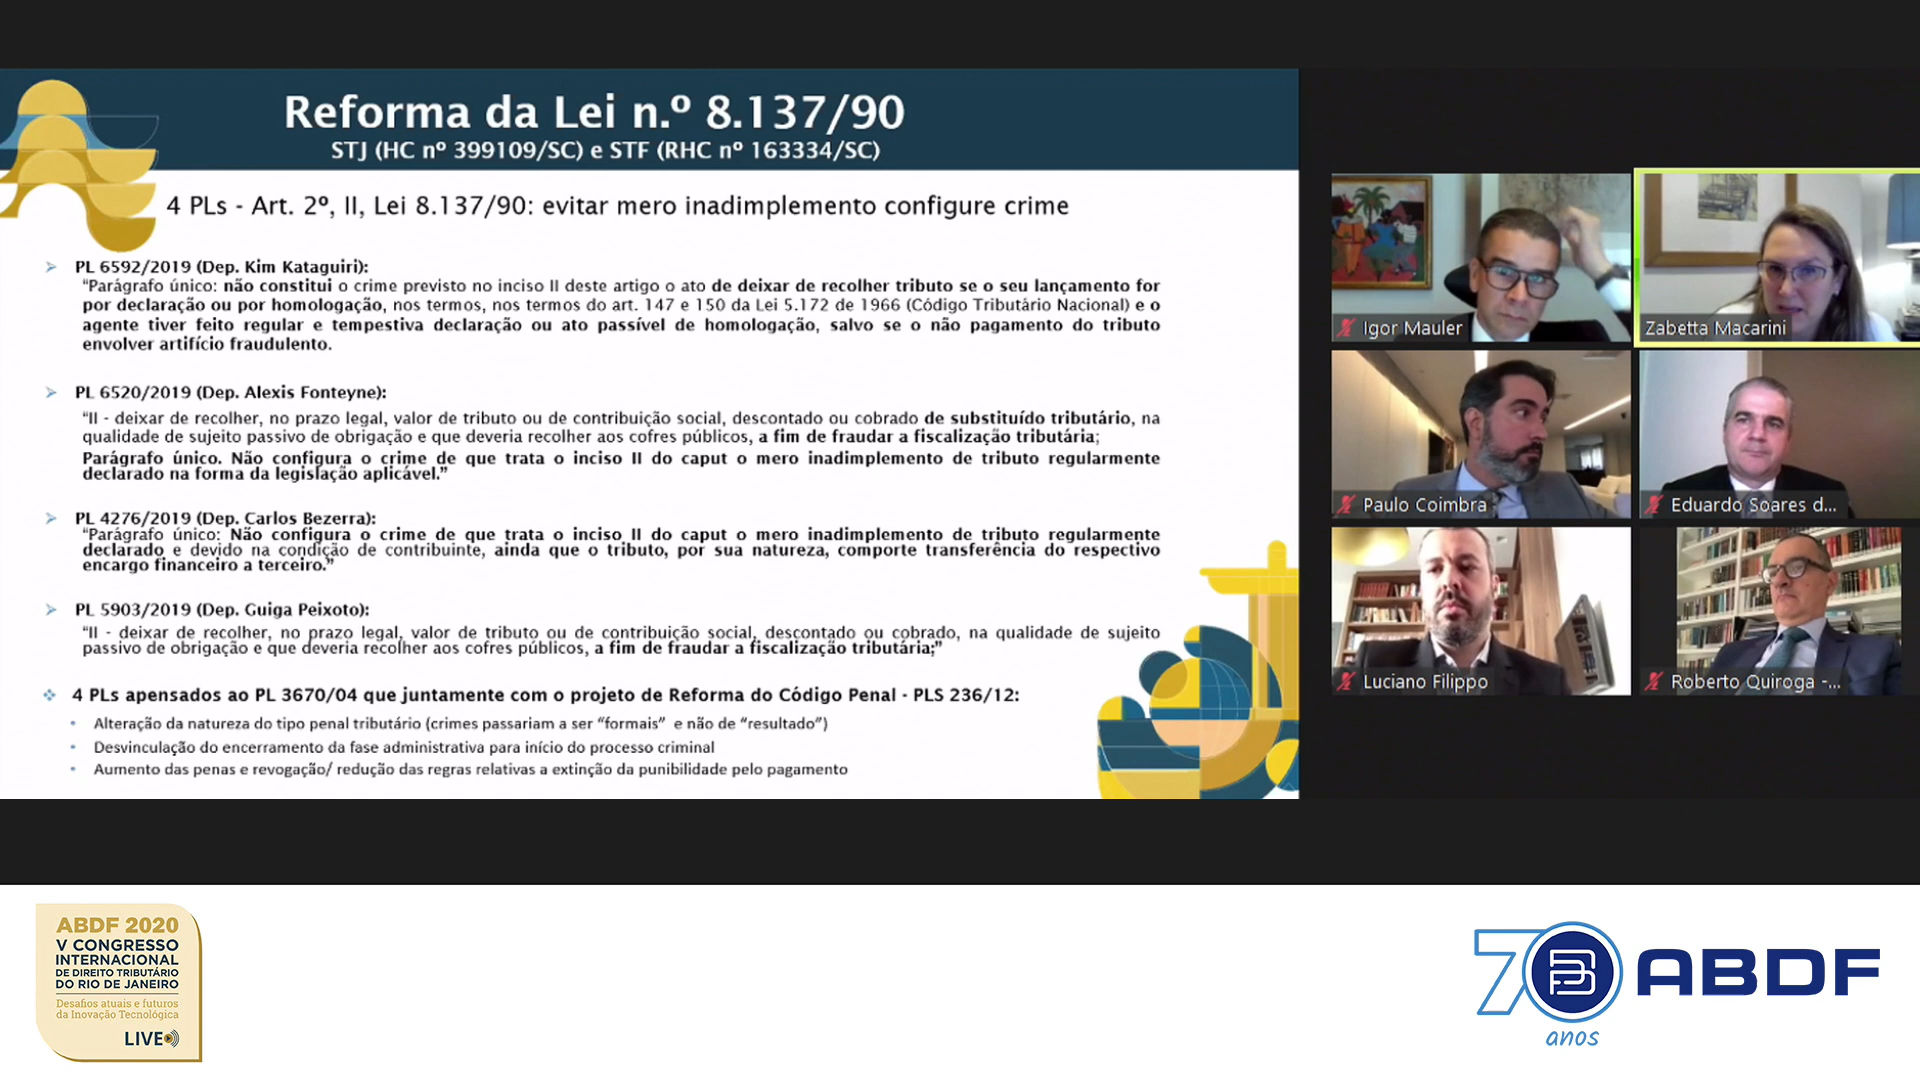 Reforma da Lei n.º 8.137/90
STJ (HC nº 399109/SC) e STF (RHC nº 163334/SC)
4 PLs - Art. 2º, II, Lei 8.137/90: evitar mero inadimplemento configure crime
➢ PL 6592/2019 (Dep. Kim Kataguiri):
“Parágrafo único: não constitui o crime previsto no inciso II deste artigo o ato de deixar de recolher tributo se o seu lançamento for
por declaração ou por homologação, nos termos, nos termos do art. 147 e 150 da Lei 5.172 de 1966 (Código Tributário Nacional) e o
agente tiver feito regular e tempestiva declaração ou ato passível de homologação, salvo se o não pagamento do tributo
envolver artifício fraudulento.
➢ PL 6520/2019 (Dep. Alexis Fonteyne):
“II - deixar de recolher, no prazo legal, valor de tributo ou de contribuição social, descontado ou cobrado de substituído tributário, na
qualidade de sujeito passivo de obrigação e que deveria recolher aos cofres públicos, a fim de fraudar a fiscalização tributária;
Parágrafo único. Não configura o crime de que trata o inciso II do caput o mero inadimplemento de tributo regularmente
declarado na forma da legislação aplicável.”
➢ PL 4276/2019 (Dep. Carlos Bezerra):
“Parágrafo único: Não configura o crime de que trata o inciso II do caput o mero inadimplemento de tributo regularmente
declarado e devido na condição de contribuinte, ainda que o tributo, por sua natureza, comporte transferência do respectivo
encargo financeiro a terceiro.”
➢ PL 5903/2019 (Dep. Guiga Peixoto):
“II - deixar de recolher, no prazo legal, valor de tributo ou de contribuição social, descontado ou cobrado, na qualidade de sujeito
passivo de obrigação e que deveria recolher aos cofres públicos, a fim de fraudar a fiscalização tributária;”
❖ 4 PLs apensados ao PL 3670/04 que juntamente com o projeto de Reforma do Código Penal - PLS 236/12:
• Alteração da natureza do tipo penal tributário (crimes passariam a ser “formais” e não de “resultado”)
• Desvinculação do encerramento da fase administrativa para início do processo criminal
• Aumento das penas e revogação/ redução das regras relativas a extinção da punibilidade pelo pagamento
Igor Mauler
Zabetta Macarini
Paulo Coimbra
Eduardo Soares d...
Luciano Filippo
Roberto Quiroga -...
ABDF 2020
V CONGRESSO
INTERNACIONAL
DE DIREITO TRIBUTÁRIO
DO RIO DE JANEIRO
Desafios atuais e futuros
da Inovação Tecnológica
LIVE
70 ABDF
anos